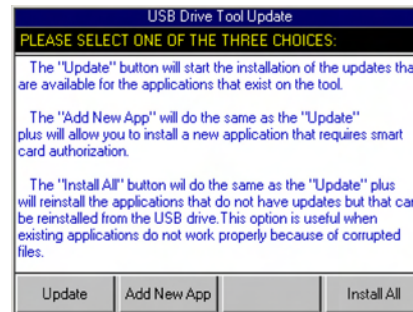 USB Drive Tool Update
PLEASE SELECT ONE OF THE THREE CHOICES:
The "Update" button will start the installation of the updates tha
are available for the applications that exist on the tool.
The "Add New App" will do the same as the "Update"
plus will allow you to install a new application that requires smart
card authorization.
The "Install All" button wil do the same as the "Update" plus
will reinstall the applications that do not have updates but that can
be reinstalled from the USB drive.This option is useful when
existing applications do not work properly because of corrupted
files.
Update
Add New App
Install All